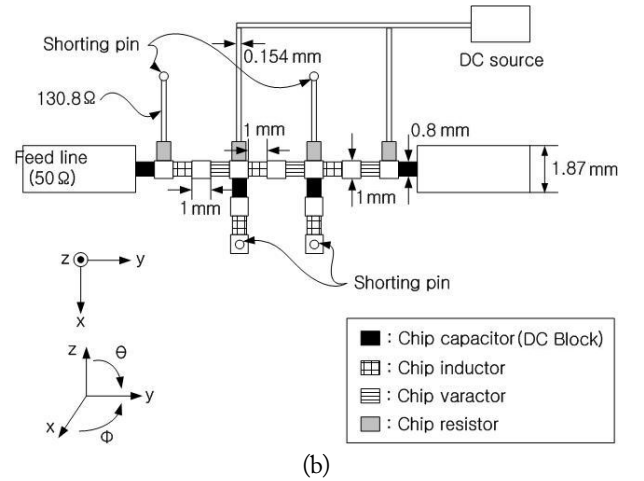 Shorting pin
DC source
0.154 mm
130.8Ω
1 mm
0.8 mm
Feed line
(50 Ω)
1.87 mm
1 mm
1 mm
Shorting pin
z
y
x
z
θ
y
x
Φ
: Chip capacitor(DC Block)
: Chip inductor
: Chip varactor
: Chip resistor
(b)